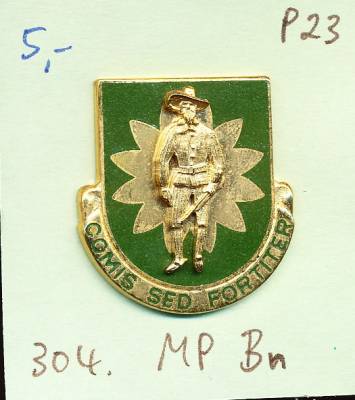 5,- P23
COMIS SED FORTITER
304. MP Bn